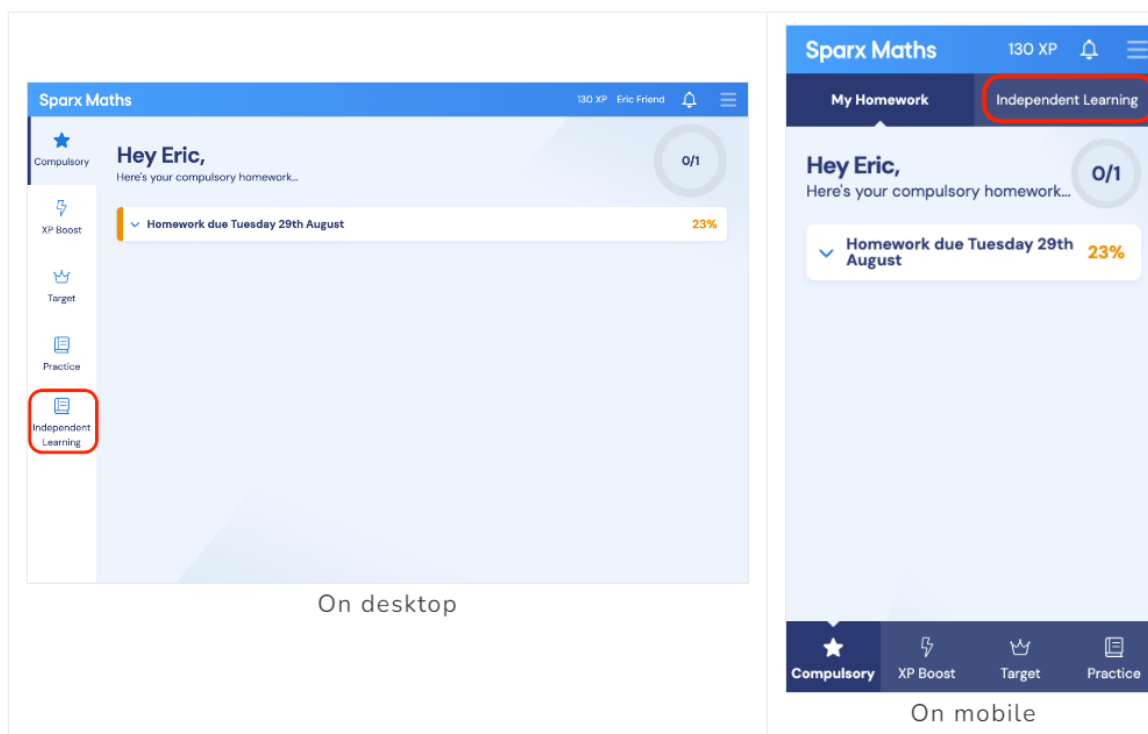 Sparx Maths
130 XP Eric Friend
Compulsory
XP Boost
Target
Practice
Independent
Learning
Hey Eric,
Here's your compulsory homework...
0/1
Homework due Tuesday 29th August 23%
On desktop
Sparx Maths 130 XP
My Homework Independent Learning
Hey Eric,
Here's your compulsory homework...
0/1
Homework due Tuesday 29th
August
23%
Compulsory XP Boost Target Practice
On mobile